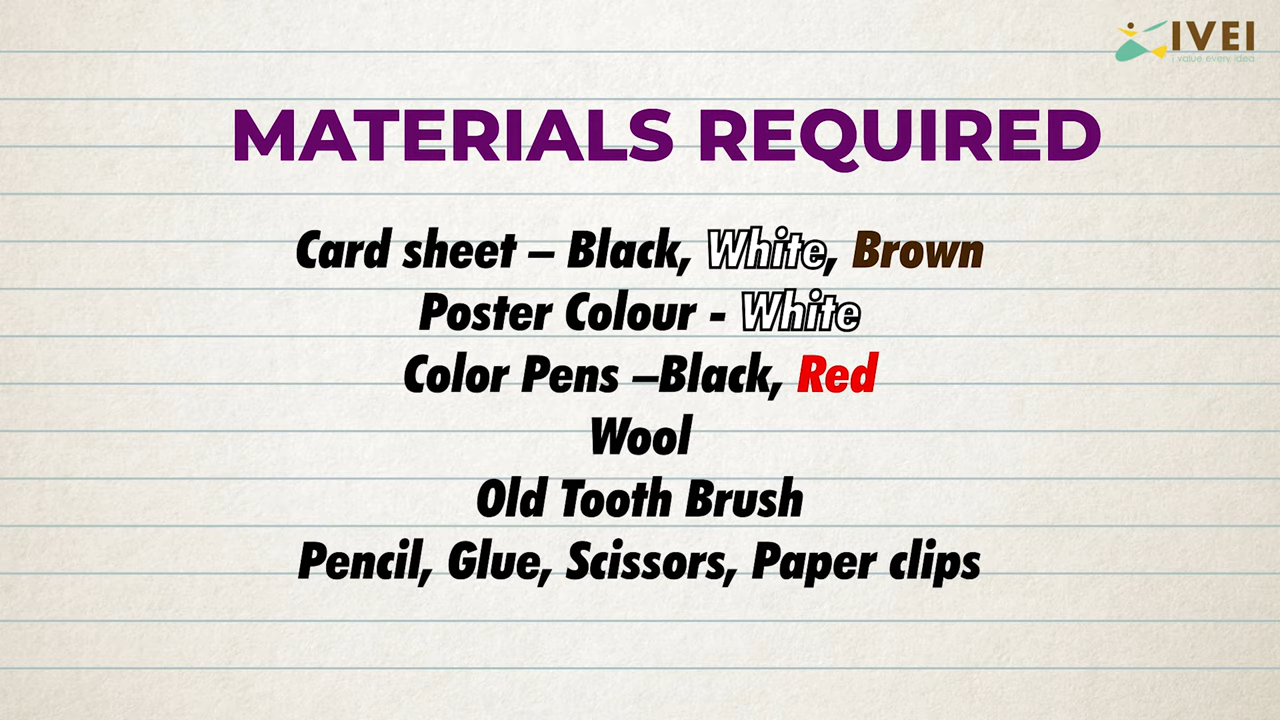 IVEI
i value every idea
MATERIALS REQUIRED
Card sheet – Black, White, Brown
Poster Colour - White
Color Pens –Black, Red
Wool
Old Tooth Brush
Pencil, Glue, Scissors, Paper clips